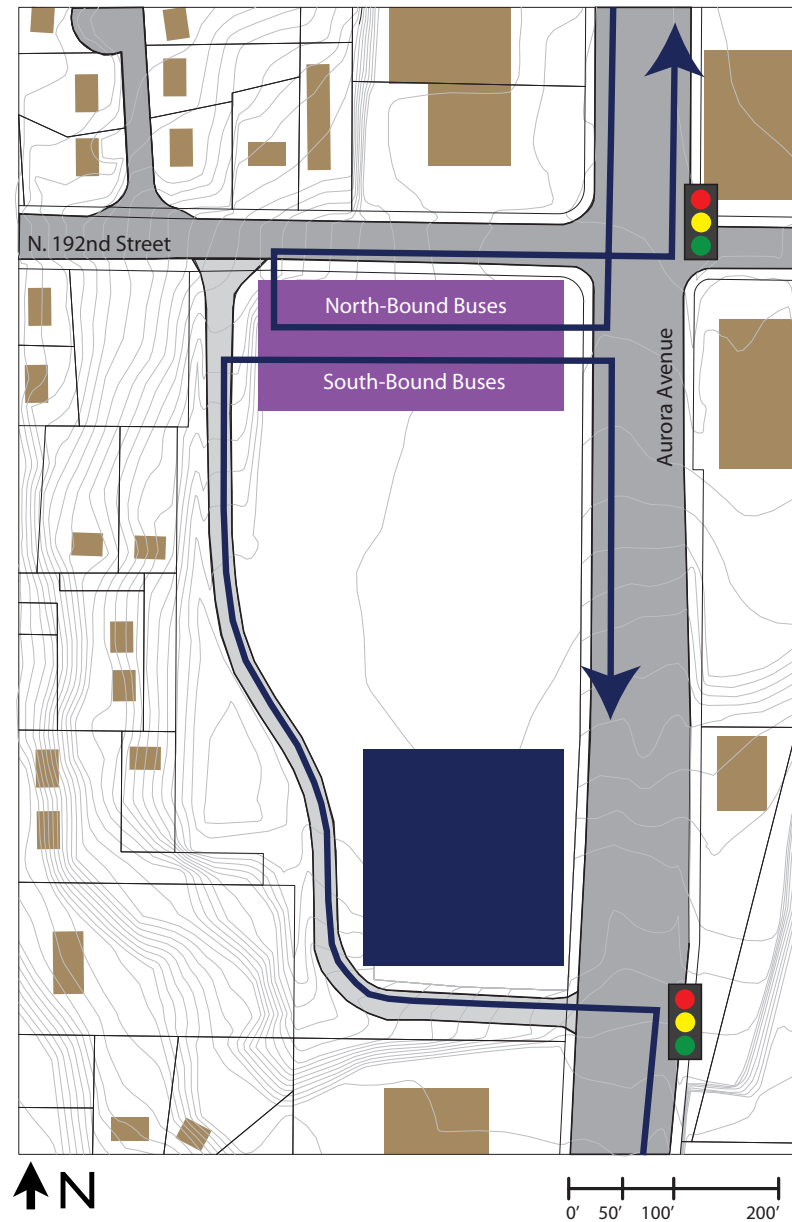 N. 192nd Street
North-Bound Buses
South-Bound Buses
Aurora Avenue
N
0' 50' 100' 200'